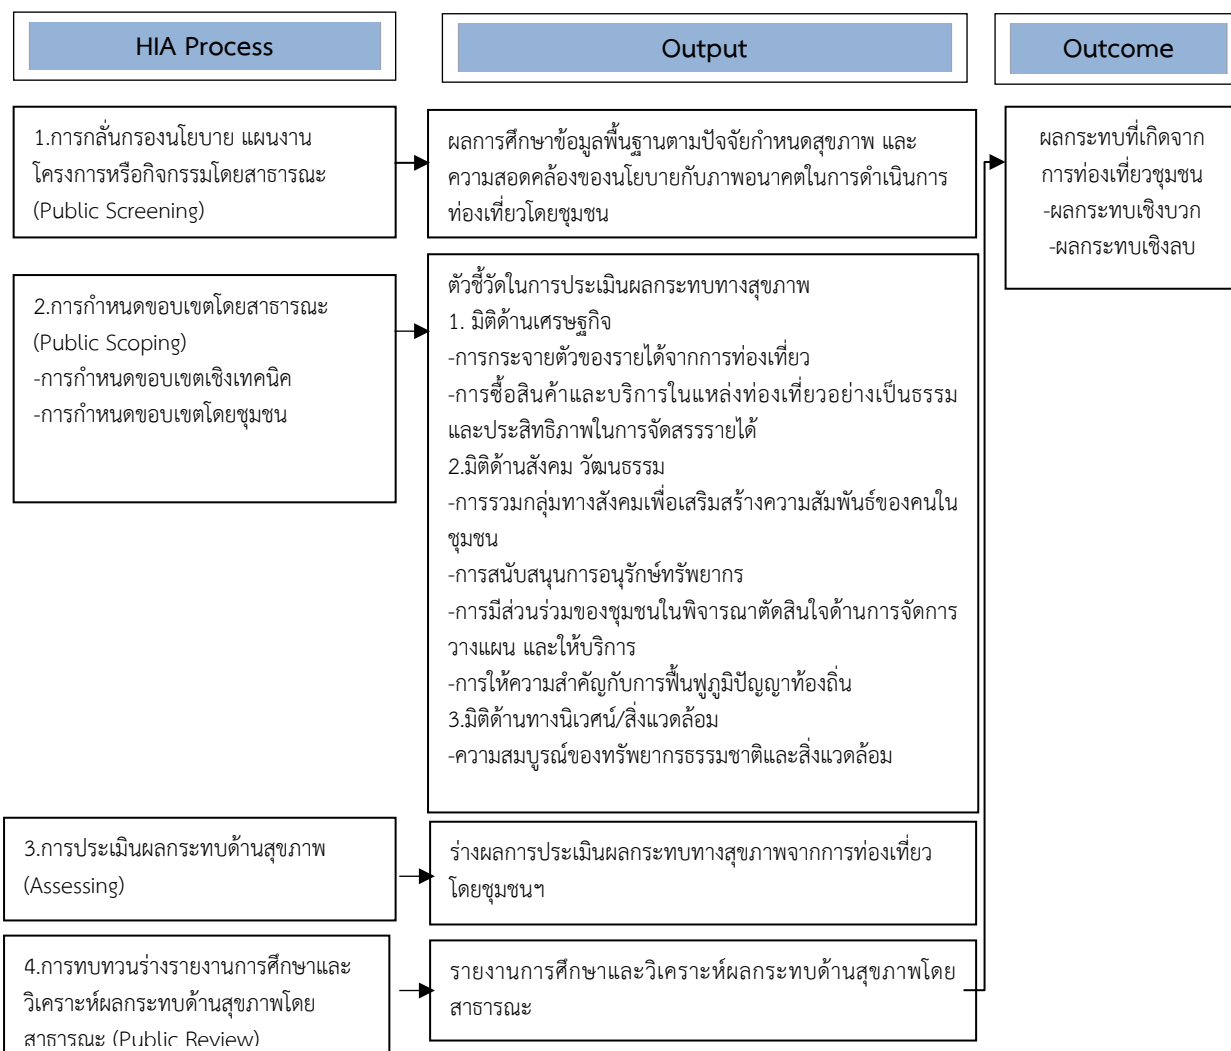 HIA Process
Output
Outcome
1.การกลั่นกรองนโยบาย แผนงาน
โครงการหรือกิจกรรมโดยสาธารณะ
(Public Screening)
ผลการศึกษาข้อมูลพื้นฐานตามปัจจัยกำหนดสุขภาพ และ
ความสอดคล้องของนโยบายกับภาพอนาคตในการดำเนินการ
ท่องเที่ยวโดยชุมชน
ผลกระทบที่เกิดจาก
การท่องเที่ยวชุมชน
-ผลกระทบเชิงบวก
-ผลกระทบเชิงลบ
2.การกำหนดขอบเขตโดยสาธารณะ
(Public Scoping)
-การกำหนดขอบเขตเชิงเทคนิค
-การกำหนดขอบเขตโดยชุมชน
ตัวชี้วัดในการประเมินผลกระทบทางสุขภาพ
1. มิติด้านเศรษฐกิจ
-การกระจายตัวของรายได้จากการท่องเที่ยว
-การซื้อสินค้าและบริการในแหล่งท่องเที่ยวอย่างเป็นธรรม
และประสิทธิภาพในการจัดสรรรายได้
2.มิติด้านสังคม วัฒนธรรม
-การรวมกลุ่มทางสังคมเพื่อเสริมสร้างความสัมพันธ์ของคนใน
ชุมชน
-การสนับสนุนการอนุรักษ์ทรัพยากร
-การมีส่วนร่วมของชุมชนในพิจารณาตัดสินใจด้านการจัดการ
วางแผน และให้บริการ
-การให้ความสำคัญกับการฟื้นฟูภูมิปัญญาท้องถิ่น
3.มิติด้านทางนิเวศน์/สิ่งแวดล้อม
-ความสมบูรณ์ของทรัพยากรธรรมชาติและสิ่งแวดล้อม
3.การประเมินผลกระทบด้านสุขภาพ
(Assessing)
ร่างผลการประเมินผลกระทบทางสุขภาพจากการท่องเที่ยว
โดยชุมชนฯ
4.การทบทวนร่างรายงานการศึกษาและ
วิเคราะห์ผลกระทบด้านสุขภาพโดย
สาธารณะ (Public Review)
รายงานการศึกษาและวิเคราะห์ผลกระทบด้านสุขภาพโดย
สาธารณะ